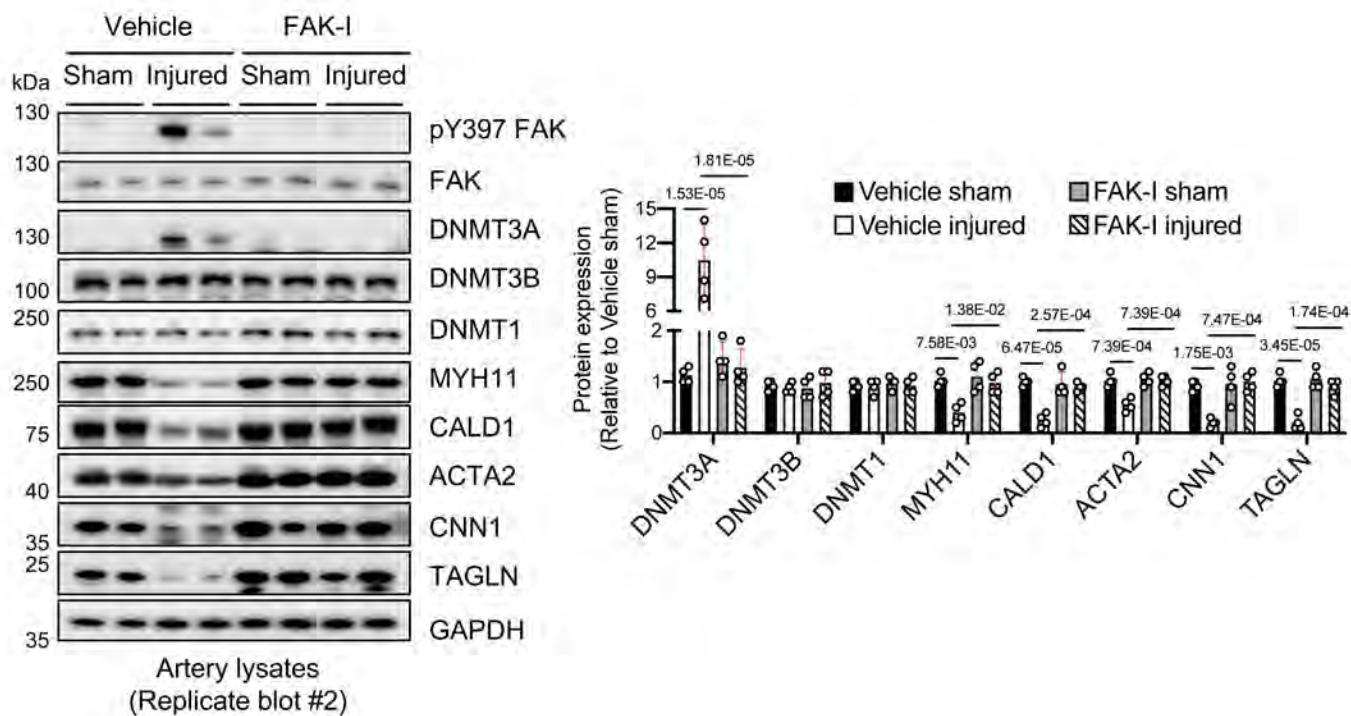 Vehicle FAK-I
kDa Sham Injured Sham Injured
130 pY397 FAK
130 FAK
130 DNMT3A
100 DNMT3B
250 DNMT1
250 MYH11
75 CALD1
40 ACTA2
35 CNN1
25 TAGLN
35 GAPDH
Artery lysates
(Replicate blot #2)
Protein expression
(Relative to Vehicle sham)
15
12
9
6
2
1
0
Vehicle sham FAK-I sham
Vehicle injured FAK-I injured
1.81E-05
1.53E-05
1.38E-02
7.58E-03
2.57E-04
6.47E-05
7.39E-04
7.39E-04
7.47E-04
1.75E-03
1.74E-04
3.45E-05
DNMT3A
DNMT3B
DNMT1
MYH11
CALD1
ACTA2
CNN1
TAGLN